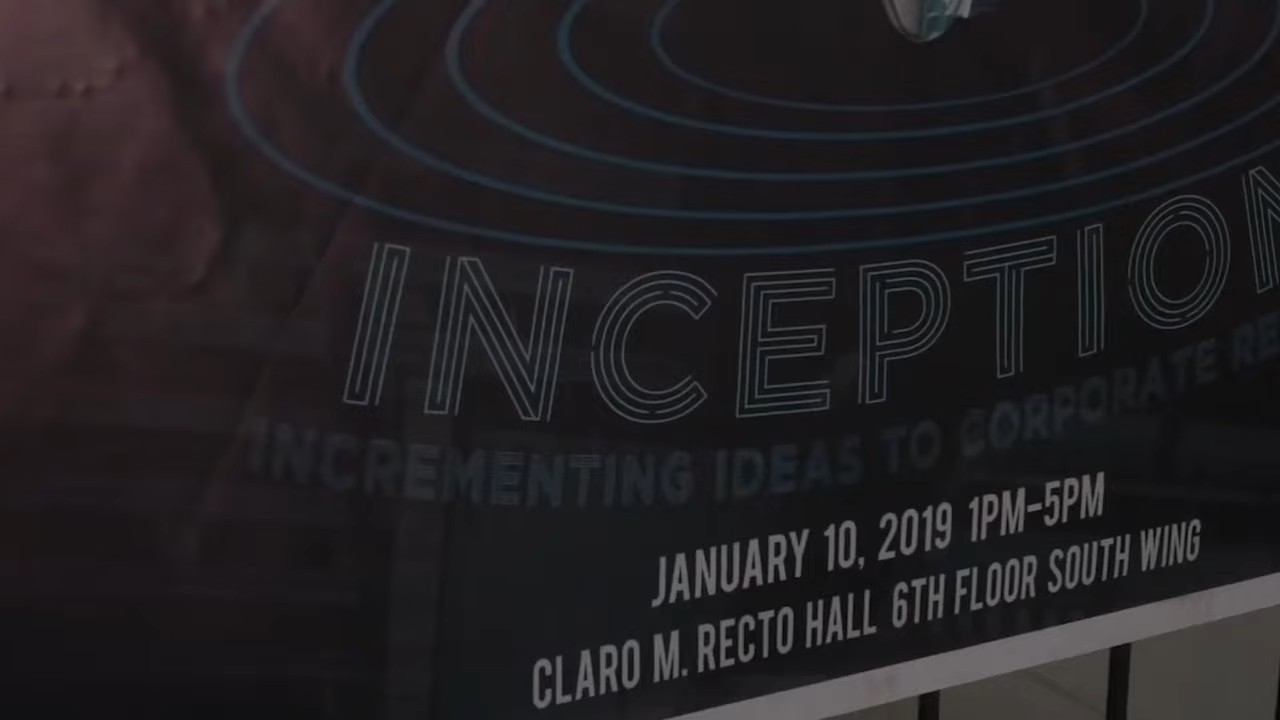 INCEPTION
INCREMENTING IDEAS TO CORPORATE
JANUARY 10, 2019 1PM-5PM
CLARO M. RECTO HALL 6TH FLOOR SOUTH WING